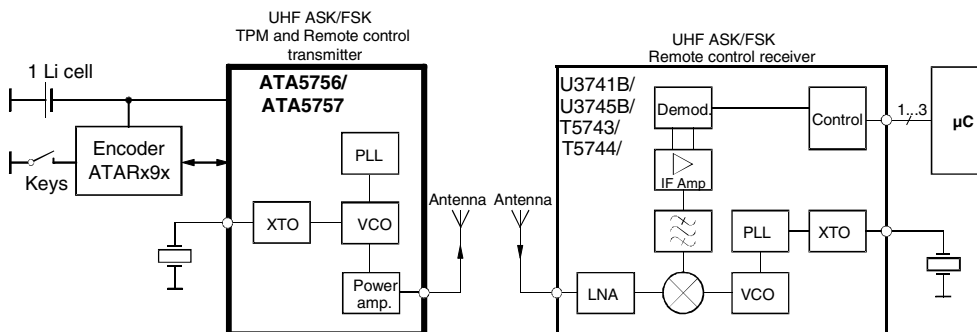 UHF ASK/FSK
TPM and Remote control
transmitter
1 Li cell
ATA5756/
ATA5757
Encoder
ATARx9x
Keys
PLL
XTO
VCO
Power
amp.
Antenna
Antenna
UHF ASK/FSK
Remote control receiver
U3741B/
U3745B/
T5743/
T5744/
Demod.
Control
1...3
µC
IF Amp
PLL
XTO
LNA
VCO